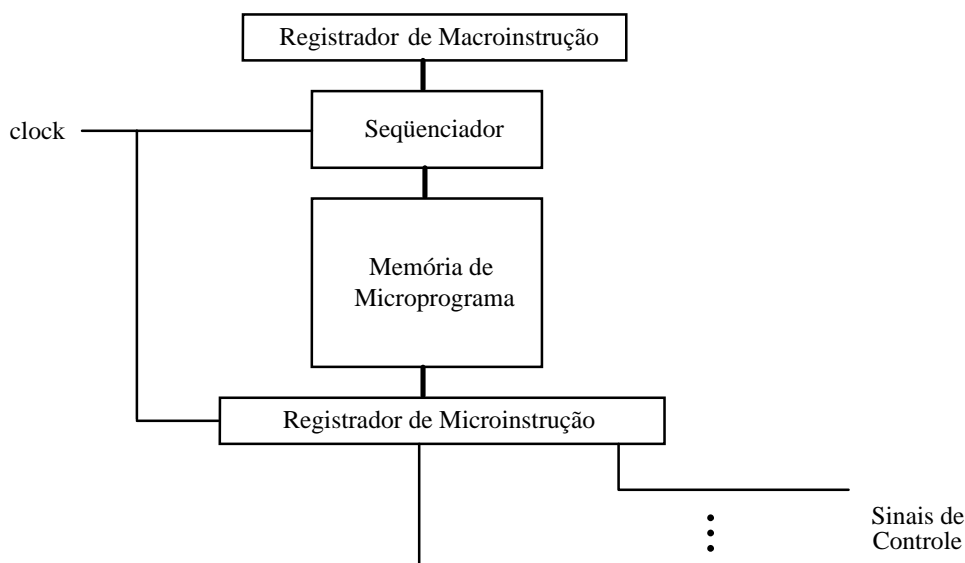 Registrador de Macroinstrução
clock
Seqüenciador
Memória de
Microprograma
Registrador de Microinstrução
Sinais de
Controle